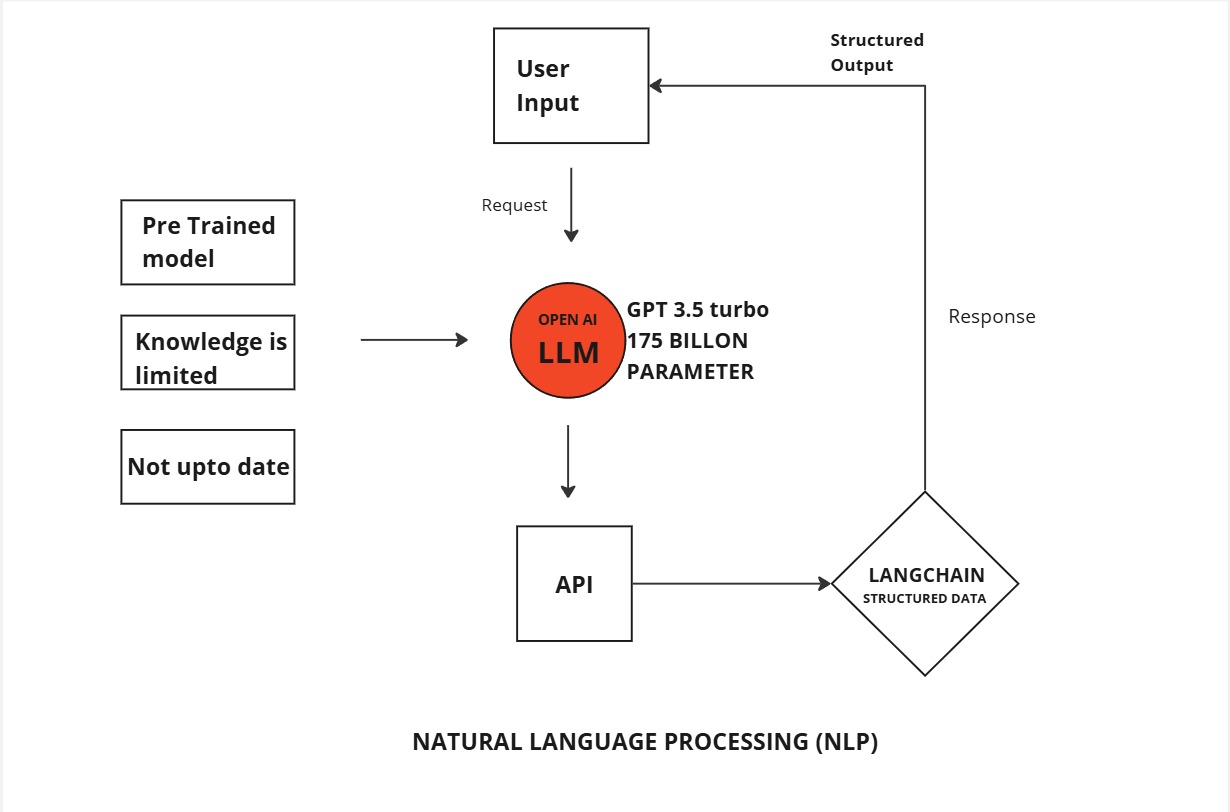 Structured
Output
User
Input
Request
Pre Trained
model
Knowledge is
limited
Not upto date
OPEN AI
LLM
GPT 3.5 turbo
175 BILLON
PARAMETER
Response
API
LANGCHAIN
STRUCTURED DATA
NATURAL LANGUAGE PROCESSING (NLP)